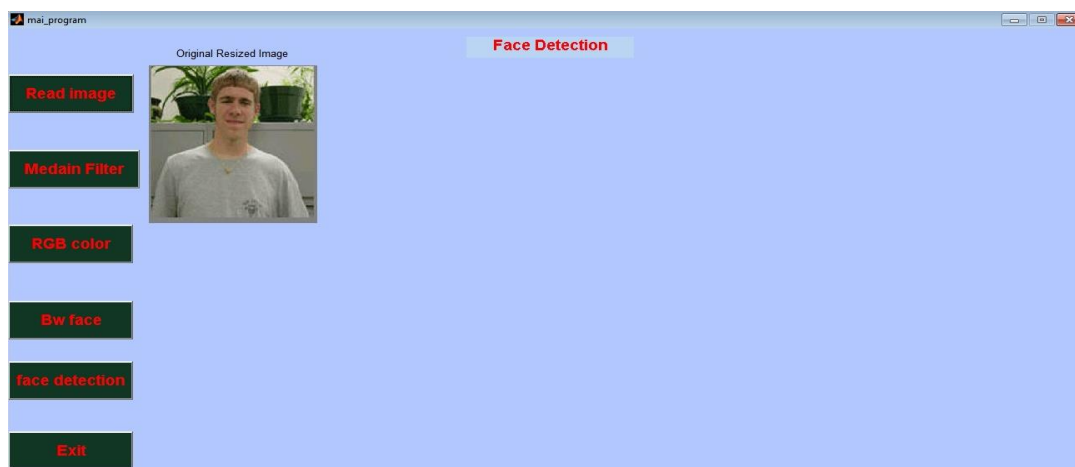 mai_program
Face Detection
Original Resized Image
Read image
Medain Filter
RGB color
Bw face
face detection
Exit